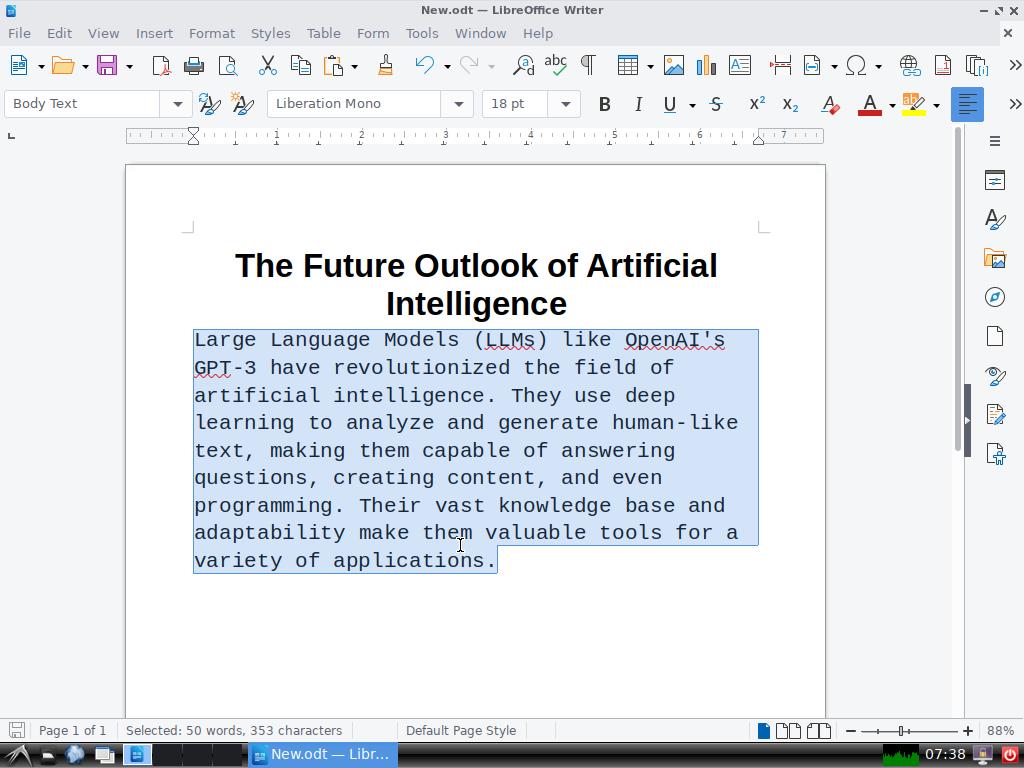 New.odt — LibreOffice Writer
File Edit View Insert Format Styles Table Form Tools Window Help
Body Text Liberation Mono 18 pt
1 2 3 4 5 6 7
The Future Outlook of Artificial
Intelligence
Large Language Models (LLMs) like OpenAI's
GPT-3 have revolutionized the field of
artificial intelligence. They use deep
learning to analyze and generate human-like
text, making them capable of answering
questions, creating content, and even
programming. Their vast knowledge base and
adaptability make them valuable tools for a
variety of applications.
Page 1 of 1 Selected: 50 words, 353 characters Default Page Style 88%
New.odt — Libr... 07:38